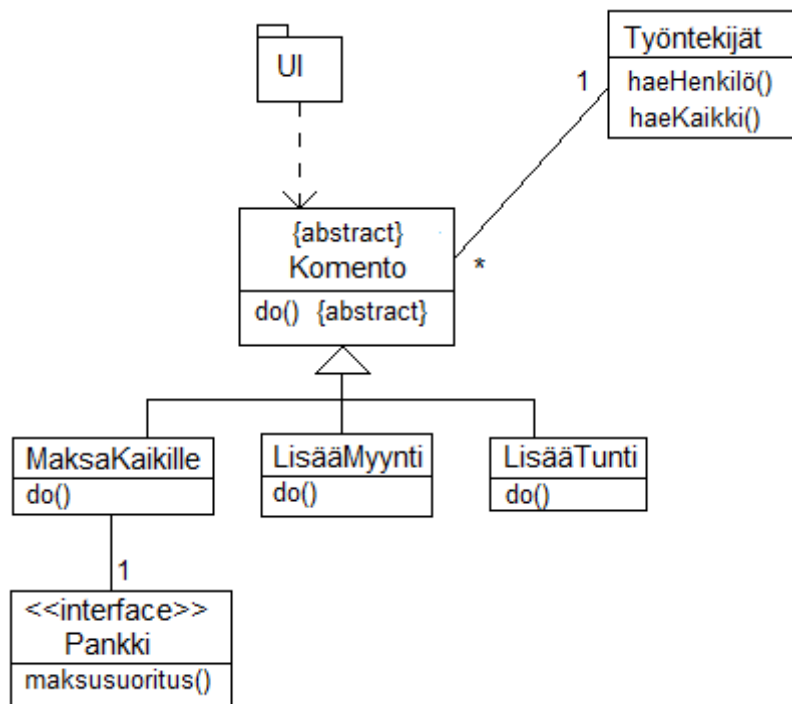 UI
Työntekijät
haeHenkilö()
haeKaikki()
1
*
{abstract}
Komento
do() {abstract}
MaksaKaikille
do()
LisääMyynti
do()
LisääTunti
do()
1
<<interface>>
Pankki
maksusuoritus()